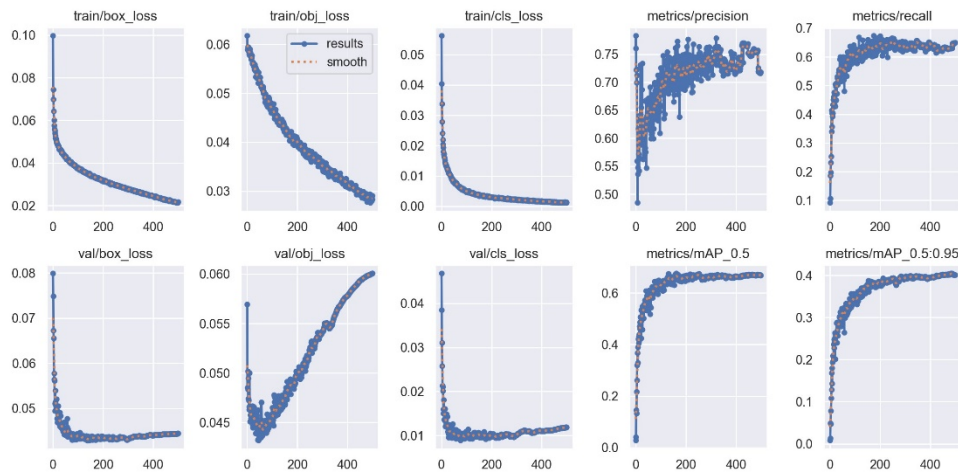 train/box_loss train/obj_loss train/cls_loss metrics/precision metrics/recall
0.10 0.08 0.06 0.04 0.02
0 200 400
0.06 0.05 0.04 0.03
results
smooth
0 200 400
0.05 0.04 0.03 0.02 0.01 0.00
0 200 400
0.75 0.70 0.65 0.60 0.55 0.50
0 200 400
0.7 0.6 0.5 0.4 0.3 0.2 0.1
0 200 400
val/box_loss val/obj_loss val/cls_loss metrics/mAP_0.5 metrics/mAP_0.5:0.95
0.08 0.07 0.06 0.05
0 200 400
0.060 0.055 0.050 0.045
0 200 400
0.04 0.03 0.02 0.01
0 200 400
0.6 0.4 0.2 0.0
0 200 400
0.4 0.3 0.2 0.1 0.0
0 200 400